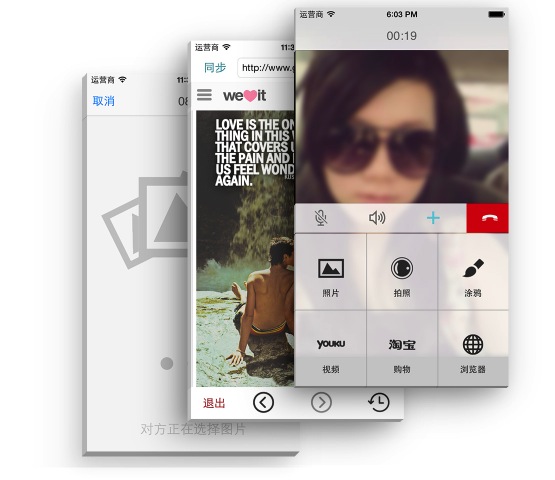 运营商
11:
取消
08
对方正在选择图片
运营商
11:3
同步
http://www.g
we it
LOVE IS THE ON
THING IN THIS
THAT COVERS U
THE PAIN AND
US FEEL WOND
AGAIN.
退出
运营商
6:03 PM
00:19
照片
拍照
涂鸦
YOUKU
淘宝
视频
购物
浏览器